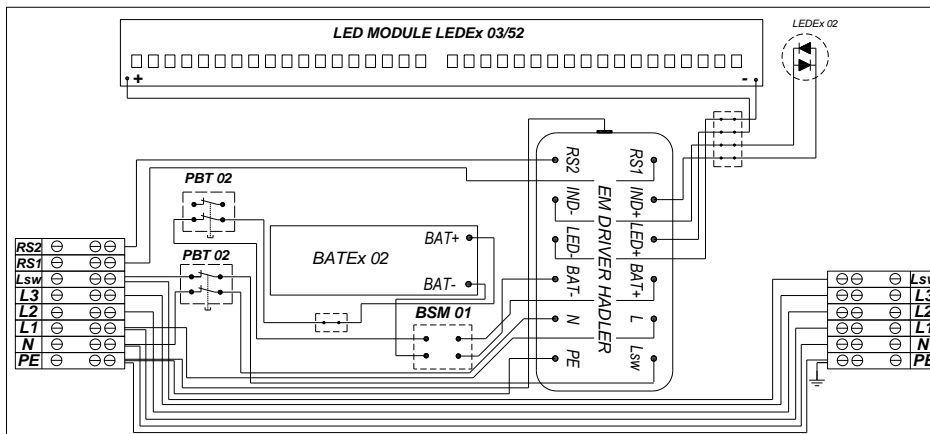 LED MODULE LEDEx 03/52
LEDEx 02
+
-
RS2
RS1
IND-
IND+
LED-
LED+
BAT-
BAT+
N
L
PE
Lsw
EM DRIVER HADLER
PBT 02
PBT 02
BATEx 02
BAT+
BAT-
BSM 01
RS2
RS1
Lsw
L3
L2
L1
N
PE
Lsw
L3
L2
L1
N
PE